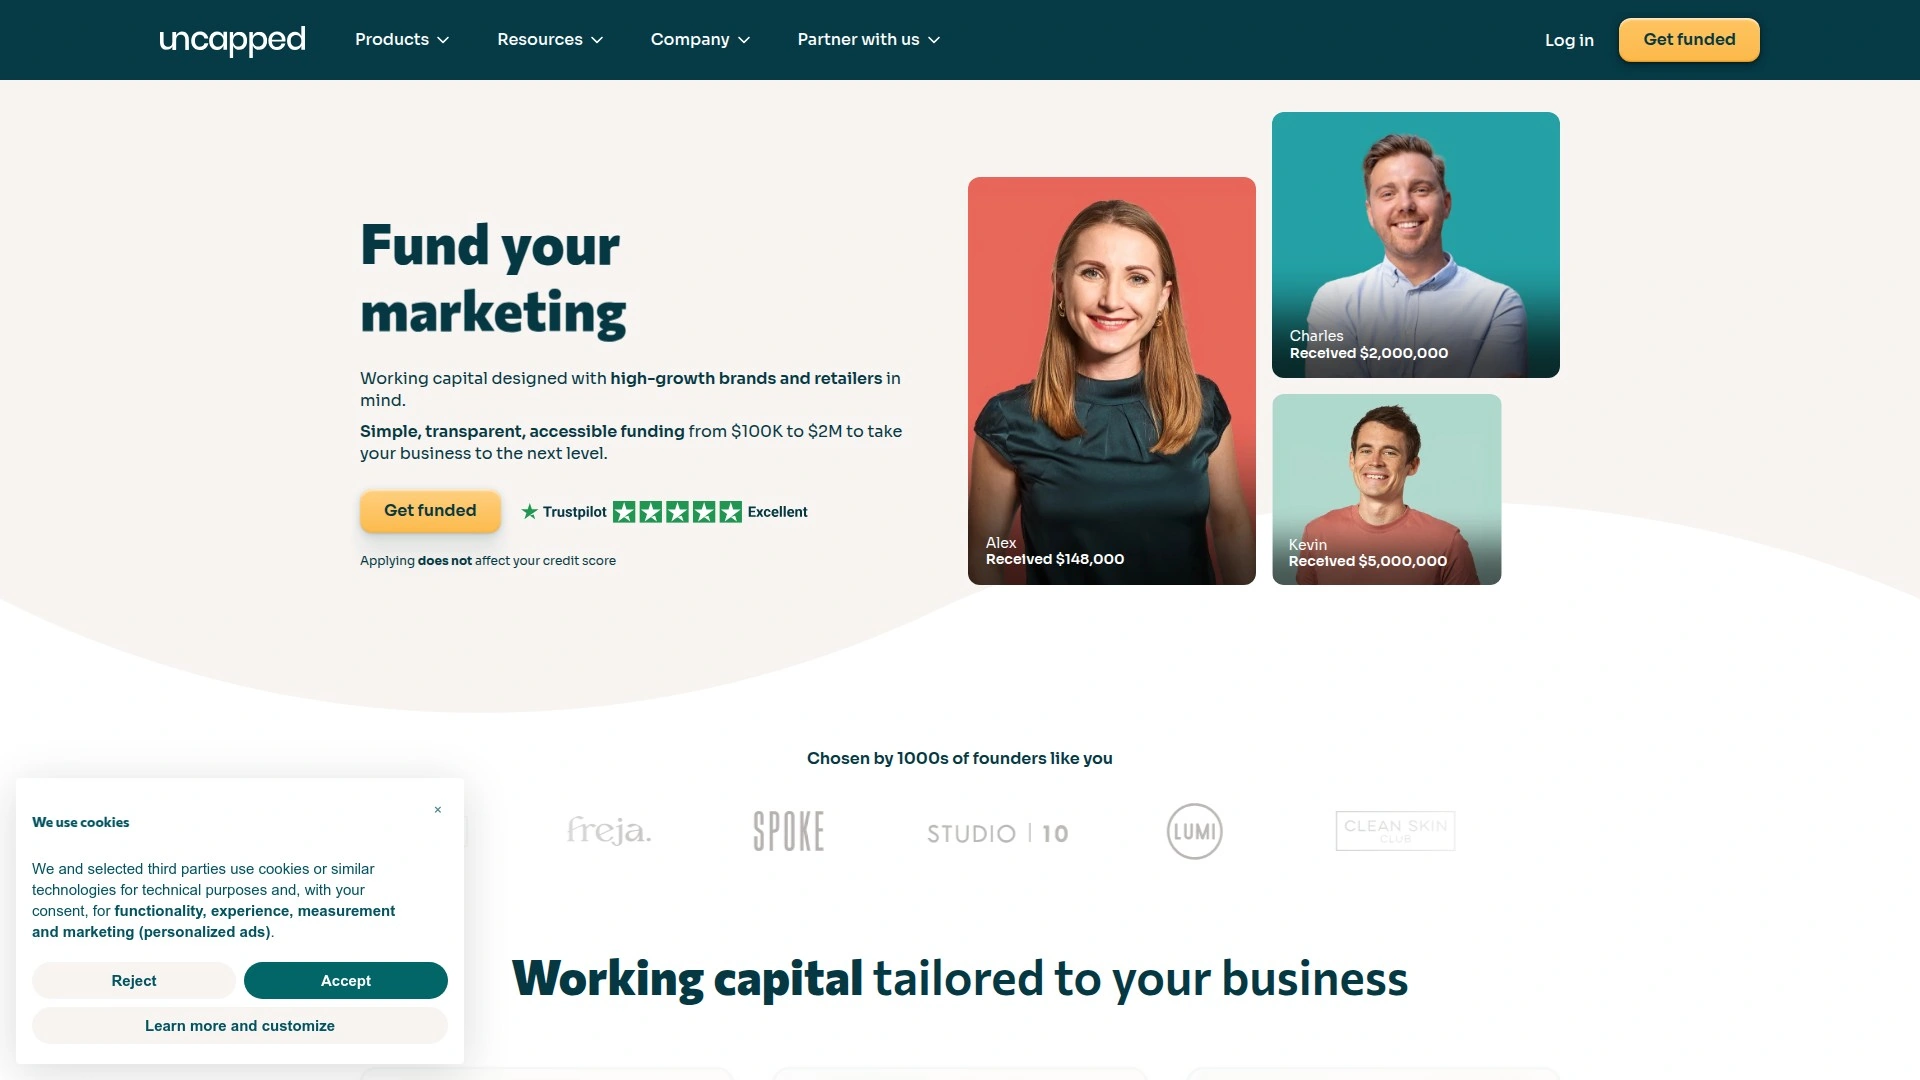 uncapped
Products
Resources
Company
Partner with us
Log in
Get funded
Fund your
marketing
Working capital designed with high-growth brands and retailers in
mind.
Simple, transparent, accessible funding from $100K to $2M to take
your business to the next level.
Get funded
Trustpilot
Excellent
Applying does not affect your credit score
Alex
Received $148,000
Charles
Received $2,000,000
Kevin
Received $5,000,000
Chosen by 1000s of founders like you
freja.
SPOKE
STUDIO | 10
LUMI
CLEAN SKIN
CLUB
Working capital tailored to your business
We use cookies
×
We and selected third parties use cookies or similar
technologies for technical purposes and, with your
consent, for functionality, experience, measurement
and marketing (personalized ads).
Reject
Accept
Learn more and customize